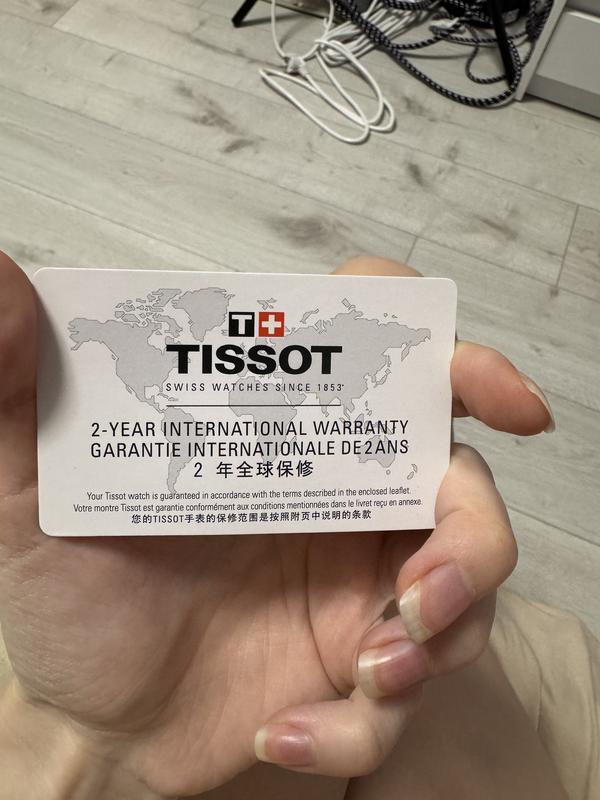 T+
TISSOT
SWISS WATCHES SINCE 1853
2-YEAR INTERNATIONAL WARRANTY
GARANTIE INTERNATIONALE DE 2 ANS
2 年全球保修
Your Tissot watch is guaranteed in accordance with the terms described in the enclosed leaflet.
Votre montre Tissot est garantie conformément aux conditions mentionnées dans le livret reçu en annexe.
您的TISSOT手表的保修范围是按照附页中说明的条款